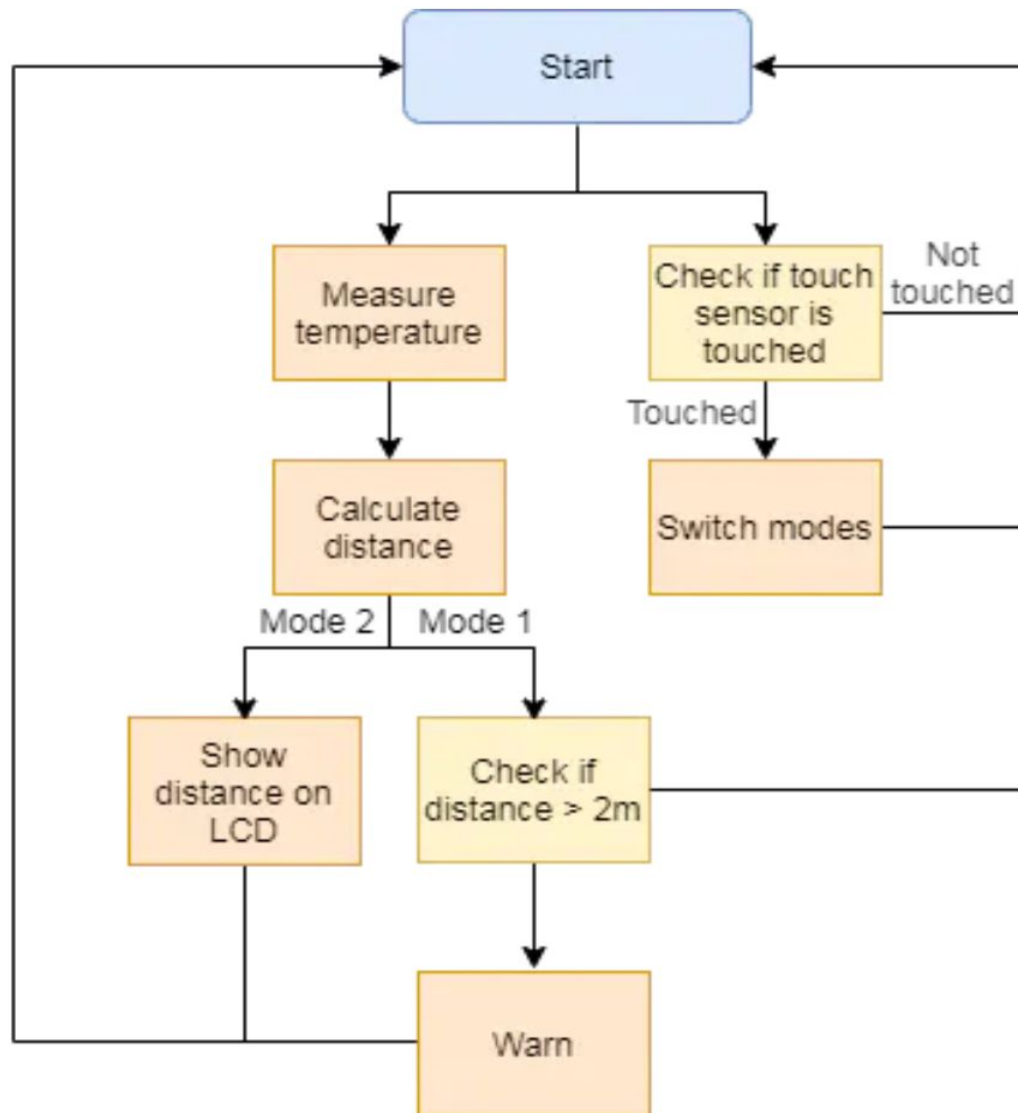 Start
Measure
temperature
Check if touch
sensor is
touched
Not
touched
Touched
Calculate
distance
Switch modes
Mode 2
Mode 1
Show
distance on
LCD
Check if
distance > 2m
Warn